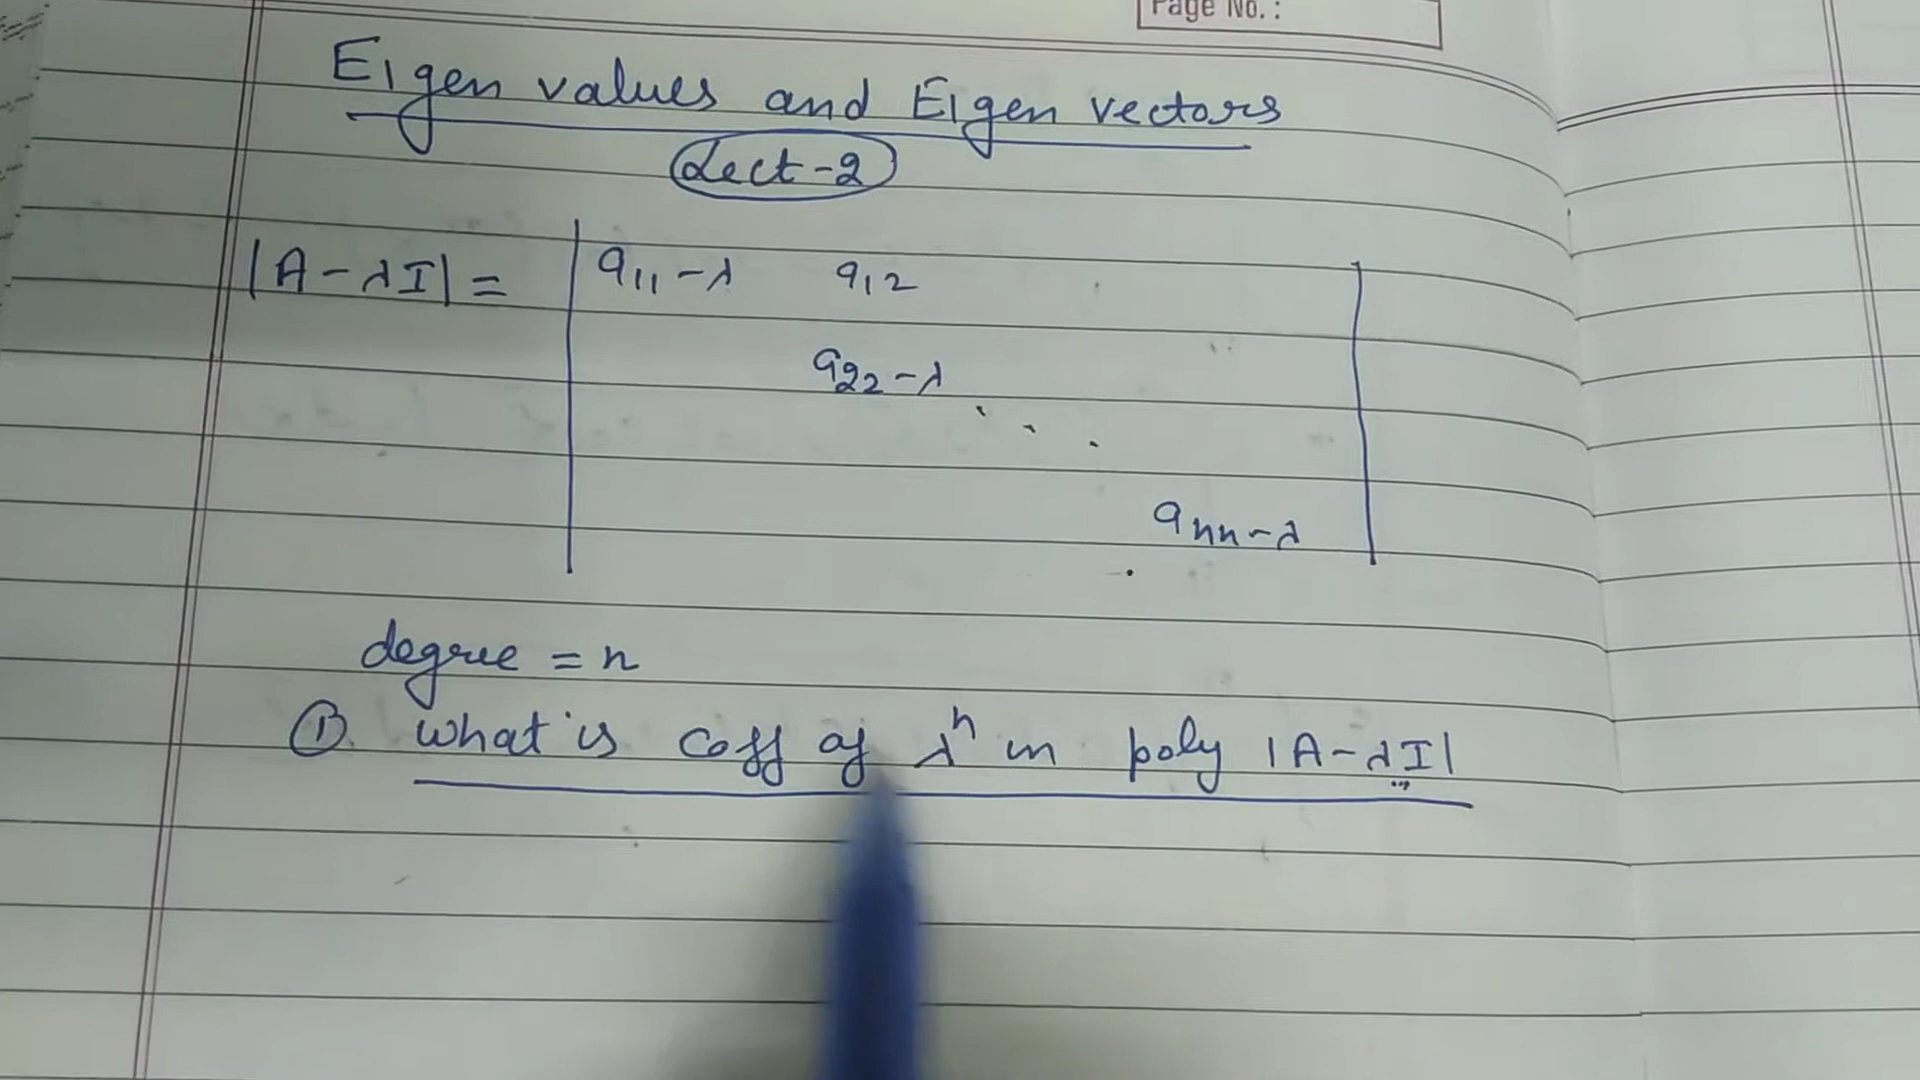 Page No. :
Eigen values and Eigen vectors
Lect-2
|A-λI| = | a11-λ a12
a22-λ
ann-λ |
degree = n
① what is Coff of λ^n in poly |A-λI|